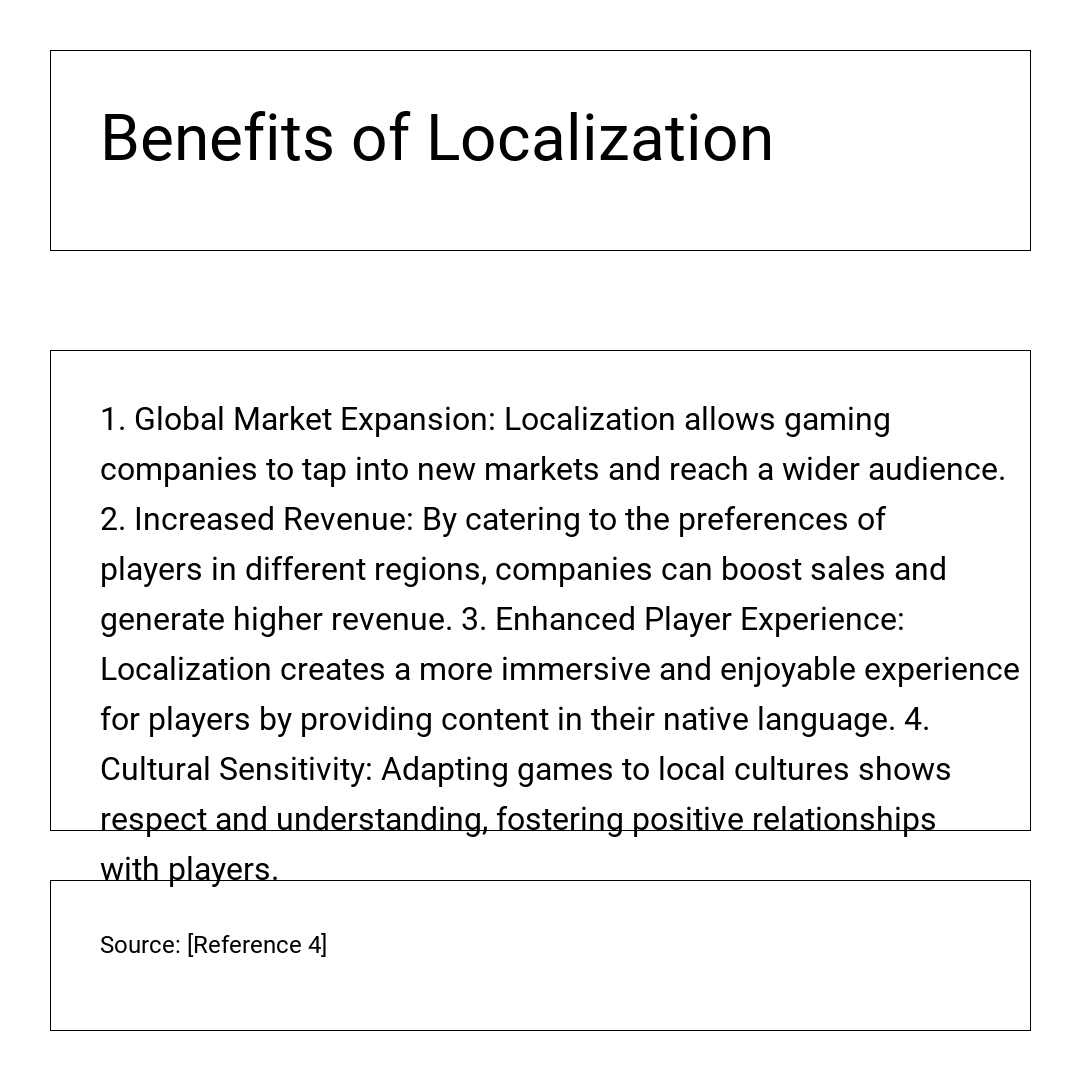 Benefits of Localization
1. Global Market Expansion: Localization allows gaming
companies to tap into new markets and reach a wider audience.
2. Increased Revenue: By catering to the preferences of
players in different regions, companies can boost sales and
generate higher revenue. 3. Enhanced Player Experience:
Localization creates a more immersive and enjoyable experience
for players by providing content in their native language. 4.
Cultural Sensitivity: Adapting games to local cultures shows
respect and understanding, fostering positive relationships
with players.
Source: [Reference 4]